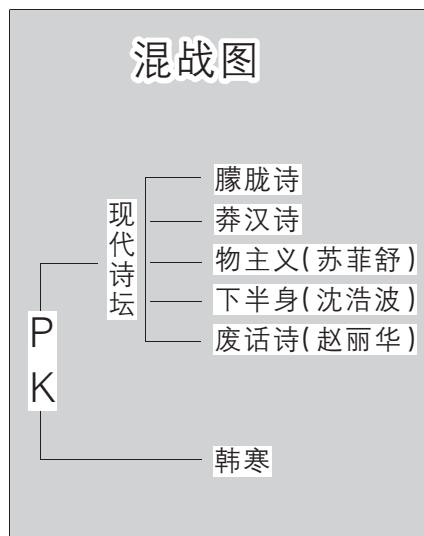 混战图
朦胧诗
莽汉诗
物主义(苏菲舒)
下半身(沈浩波)
废话诗(赵丽华)
现代诗坛
PK
韩寒